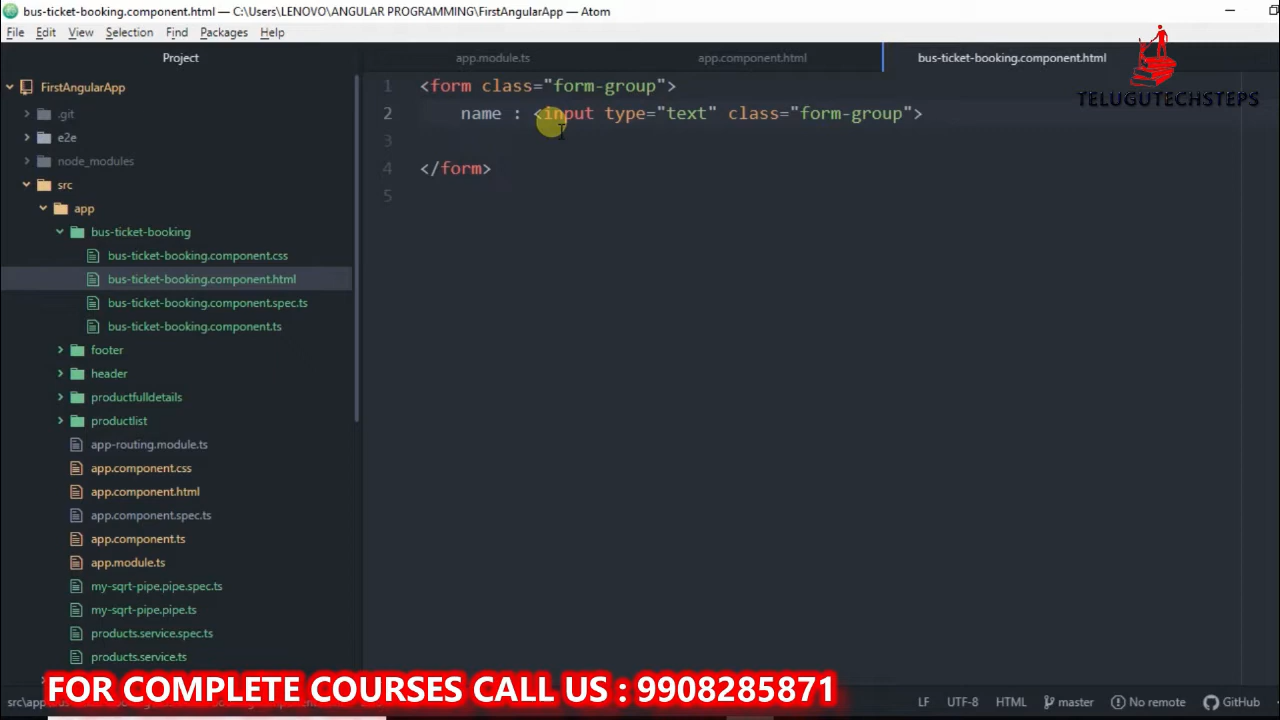 bus-ticket-booking.component.html — C:\Users\LENOVO\ANGULAR PROGRAMMING\FirstAngularApp — Atom
File Edit View Selection Find Packages Help
Project
app.module.ts
app.component.html
bus-ticket-booking.component.html
TELUGUTECHSTEPS
FirstAngularApp
.git
e2e
node_modules
src
app
bus-ticket-booking
bus-ticket-booking.component.css
bus-ticket-booking.component.html
bus-ticket-booking.component.spec.ts
bus-ticket-booking.component.ts
footer
header
productfulldetails
productlist
app-routing.module.ts
app.component.css
app.component.html
app.component.spec.ts
app.component.ts
app.module.ts
my-sqrt-pipe.pipe.spec.ts
my-sqrt-pipe.pipe.ts
products.service.spec.ts
products.service.ts
1 <form class="form-group">
2 name : <input type="text" class="form-group">
3
4 </form>
5
FOR COMPLETE COURSES CALL US : 9908285871
src\app
LF UTF-8 HTML master No remote GitHub